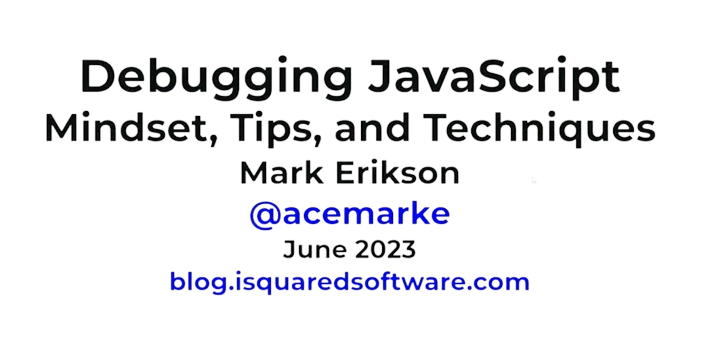 Debugging JavaScript
Mindset, Tips, and Techniques
Mark Erikson
@acemarke
June 2023
blog.isquaredsoftware.com